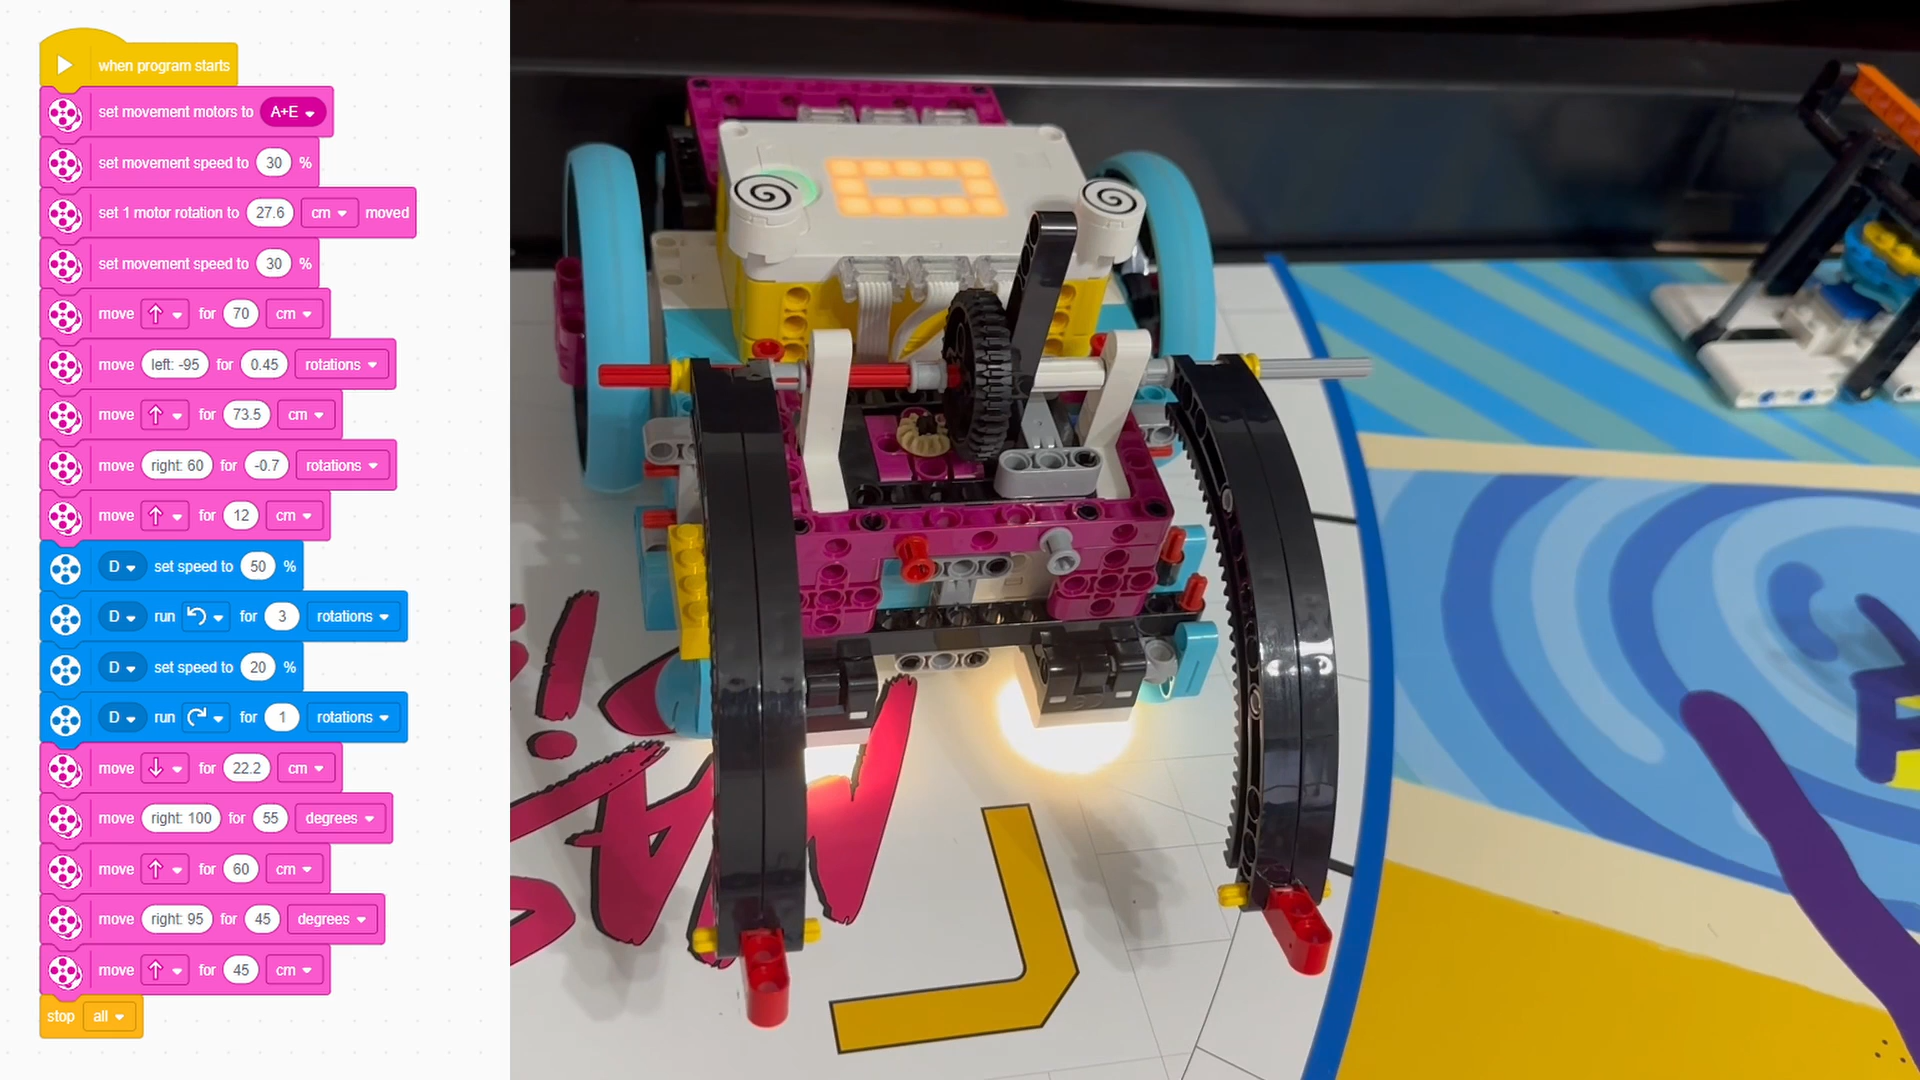 when program starts
set movement motors to A+E
set movement speed to 30 %
set 1 motor rotation to 27.6 cm moved
set movement speed to 30 %
move for 70 cm
move left: -95 for 0.45 rotations
move for 73.5 cm
move right: 60 for -0.7 rotations
move for 12 cm
D set speed to 50 %
D run for 3 rotations
D set speed to 20 %
D run for 1 rotations
move for 22.2 cm
move right: 100 for 55 degrees
move for 60 cm
move right: 95 for 45 degrees
move for 45 cm
stop all